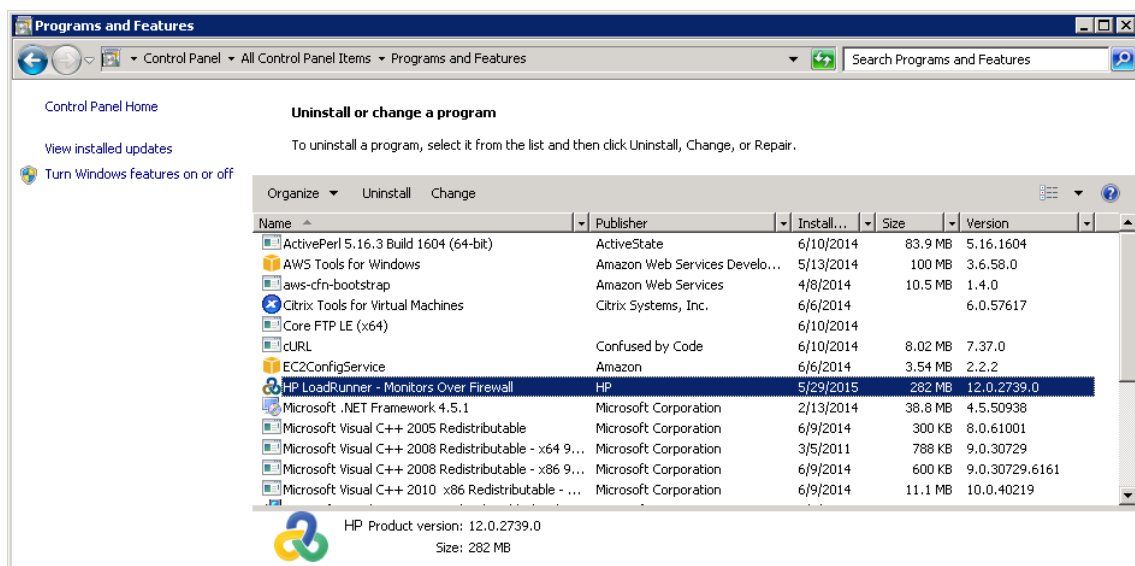 Programs and Features
Control Panel All Control Panel Items Programs and Features Search Programs and Features
Control Panel Home
View installed updates
Turn Windows features on or off
Uninstall or change a program
To uninstall a program, select it from the list and then click Uninstall, Change, or Repair.
Organize Uninstall Change
Name Publisher Install... Size Version
ActivePerl 5.16.3 Build 1604 (64-bit) ActiveState 6/10/2014 83.9 MB 5.16.1604
AWS Tools for Windows Amazon Web Services Develo... 5/13/2014 100 MB 3.6.58.0
aws-cfn-bootstrap Amazon Web Services 4/8/2014 10.5 MB 1.4.0
Citrix Tools for Virtual Machines Citrix Systems, Inc. 6/6/2014 6.0.57617
Core FTP LE (x64) 6/10/2014
cURL Confused by Code 6/10/2014 8.02 MB 7.37.0
EC2ConfigService Amazon 6/6/2014 3.54 MB 2.2.2
HP LoadRunner - Monitors Over Firewall HP 5/29/2015 282 MB 12.0.2739.0
Microsoft .NET Framework 4.5.1 Microsoft Corporation 2/13/2014 38.8 MB 4.5.50938
Microsoft Visual C++ 2005 Redistributable Microsoft Corporation 6/9/2014 300 KB 8.0.61001
Microsoft Visual C++ 2008 Redistributable - x64 9... Microsoft Corporation 3/5/2011 788 KB 9.0.30729
Microsoft Visual C++ 2008 Redistributable - x86 9... Microsoft Corporation 6/9/2014 600 KB 9.0.30729.6161
Microsoft Visual C++ 2010 x86 Redistributable - ... Microsoft Corporation 6/9/2014 11.1 MB 10.0.40219
HP Product version: 12.0.2739.0
Size: 282 MB